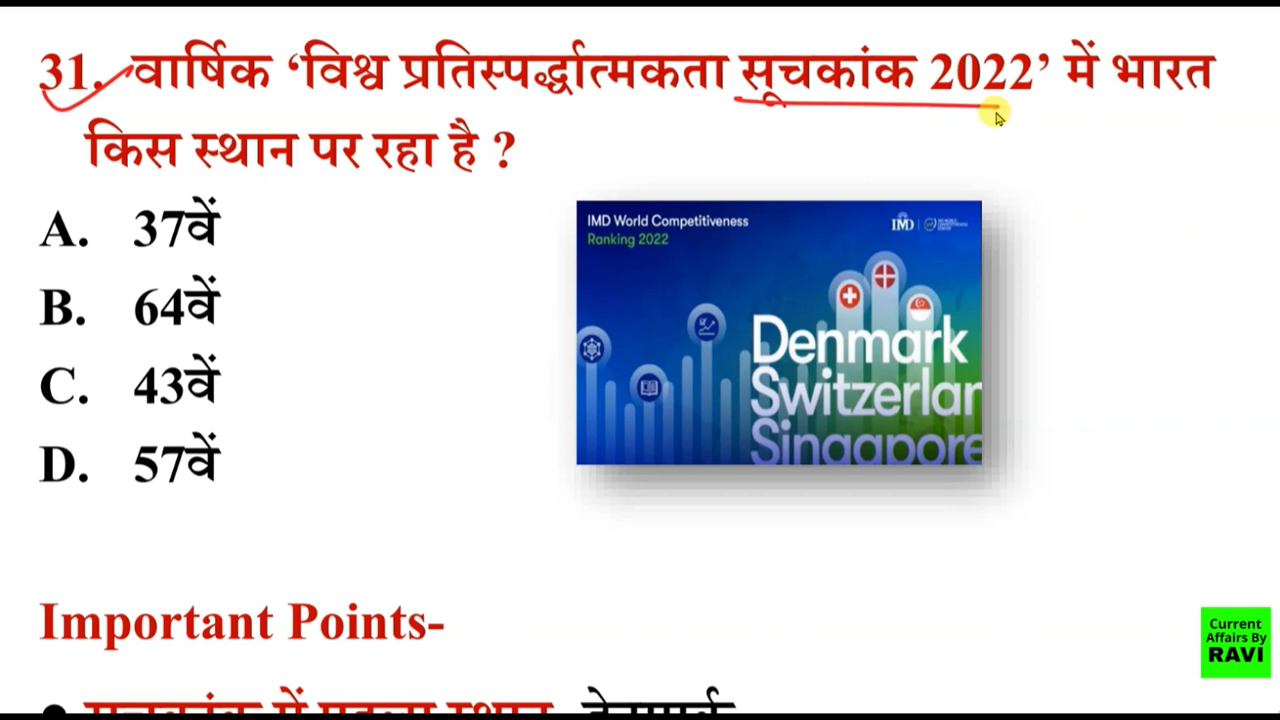 31. वार्षिक ‘विश्व प्रतिस्पर्द्धात्मकता सूचकांक 2022’ में भारत
किस स्थान पर रहा है ?
A. 37वें
B. 64वें
C. 43वें
D. 57वें
IMD World Competitiveness
Ranking 2022
IMD
Denmark
Switzerlan
Singapore
Important Points-
Current
Affairs By
RAVI